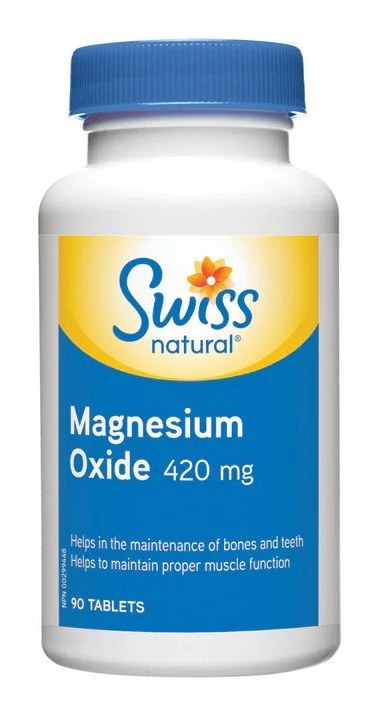 Swiss
natural®
Magnesium
Oxide 420 mg
Helps in the maintenance of bones and teeth
Helps to maintain proper muscle function
NPN 00299448
90 TABLETS